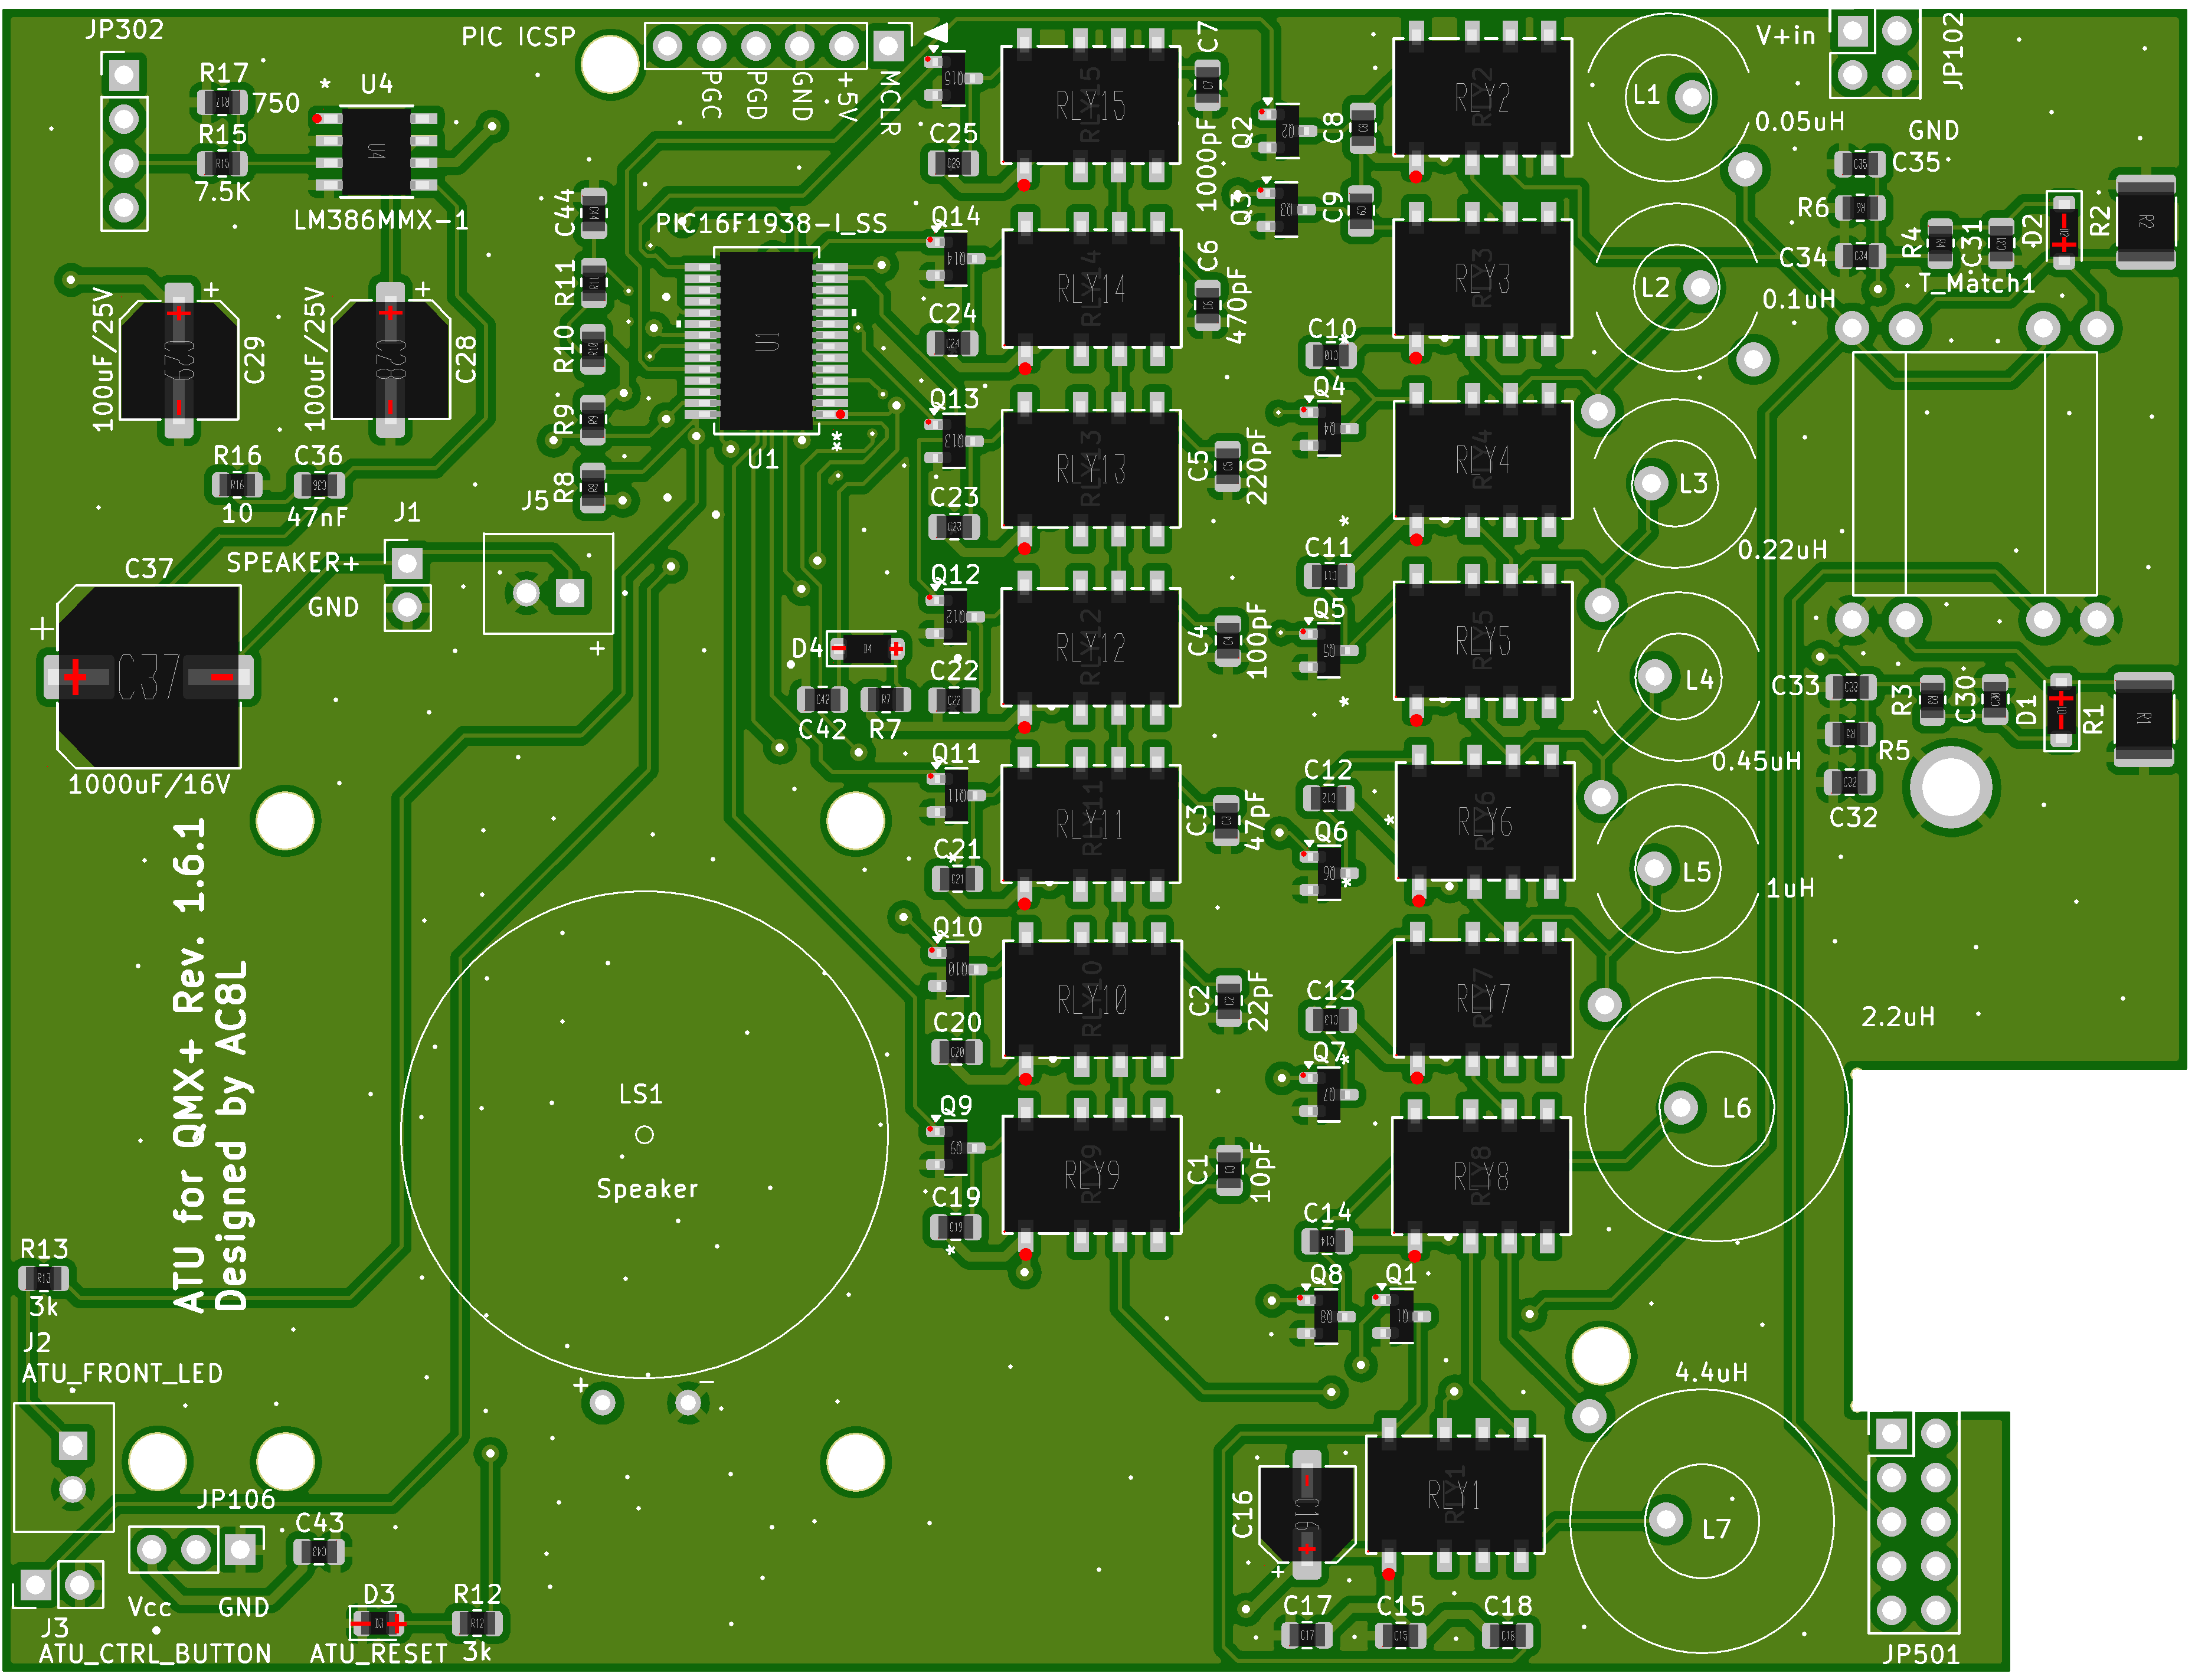 JP302
R17
750
R15
7.5K
*
U4
LM386MMX-1
PIC ICSP
PGC
PGD
GND
+5V
MCLR
C44
R11
R10
R9
R8
PIC16F1938-I_SS
U1
**
100uF/25V
+
C29
100uF/25V
+
C28
R16
10
C36
47nF
J1
SPEAKER+
GND
J5
+
C37
+
1000uF/16V
D4
C42
R7
ATU for QMX+ Rev. 1.6.1
Designed by AC8L
LS1
Speaker
+
-
R13
3k
J2
ATU_FRONT_LED
JP106
Vcc
GND
C43
J3
ATU_CTRL_BUTTON
D3
ATU_RESET
R12
3k
Q15
C25
RLY15
C7
1000pF
Q14
C24
RLY14
C6
470pF
Q13
C23
RLY13
C5
220pF
Q12
C22
RLY12
C4
100pF
Q11
C21
RLY11
C3
47pF
Q10
C20
RLY10
C2
22pF
Q9
C19
RLY9
C1
10pF
Q2
C8
RLY2
Q3
C9
RLY3
C10
Q4
RLY4
C11
Q5
RLY5
C12
Q6
RLY6
C13
Q7
RLY7
C14
Q8
Q1
RLY8
C16
+
RLY1
C17
C15
C18
L1
0.05uH
L2
0.1uH
L3
0.22uH
L4
0.45uH
L5
1uH
L6
2.2uH
L7
4.4uH
V+in
JP102
GND
C35
R6
C34
R4
C31
D2
R2
T_Match1
C33
R3
C30
D1
R1
R5
C32
JP501